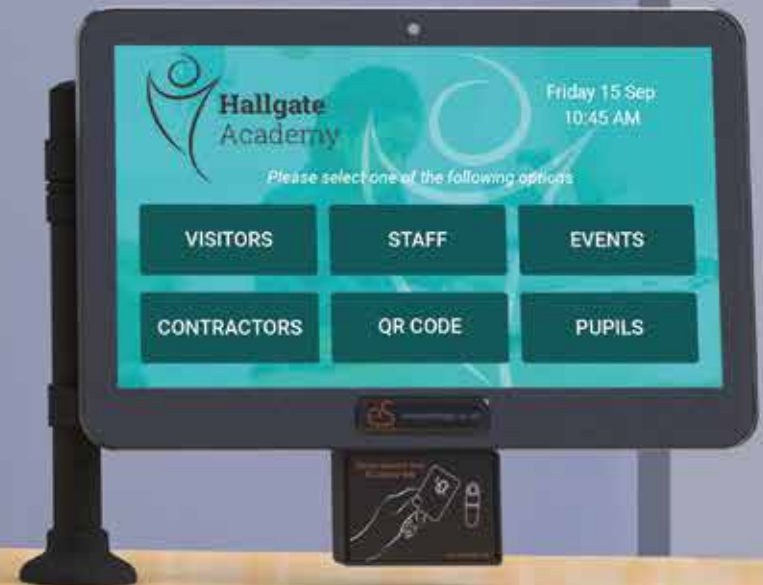 Hallgate
Academy
Friday 15 Sep
10:45 AM
Please select one of the following options
VISITORS
STAFF
EVENTS
CONTRACTORS
QR CODE
PUPILS